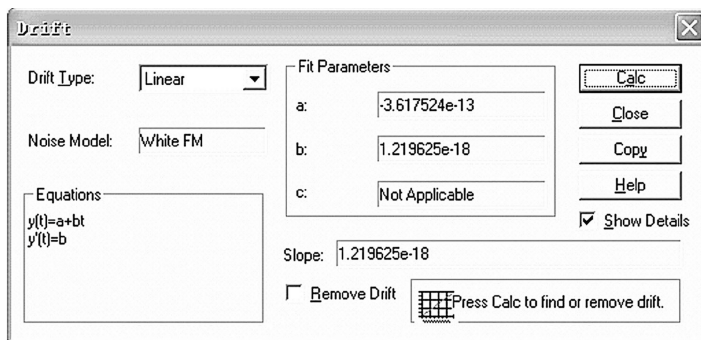 Drift
Drift Type:
Linear
Noise Model:
White FM
Equations
y(t)=a+bt
y'(t)=b
Fit Parameters
a:
-3.617524e-13
b:
1.219625e-18
c:
Not Applicable
Slope:
1.219625e-18
Remove Drift
Press Calc to find or remove drift.
Calc
Close
Copy
Help
Show Details